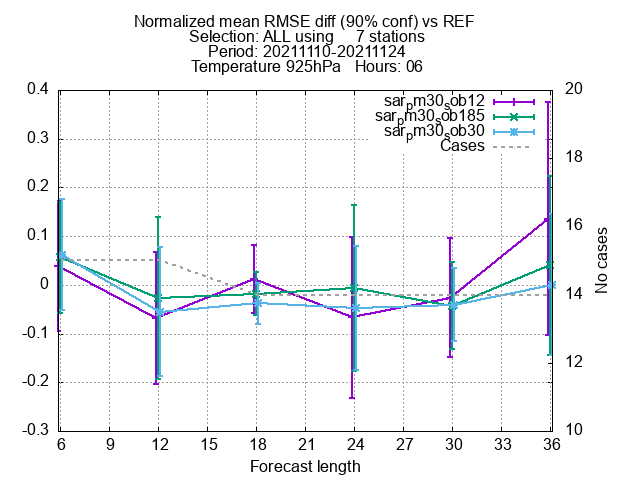 Normalized mean RMSE diff (90% conf) vs REF
Selection: ALL using     7 stations
Period: 20211110-20211124
Temperature 925hPa   Hours: 06
0.4
0.3
0.2
0.1
0
-0.1
-0.2
-0.3
20
18
16
14
12
10
sarpm30sob12
sarpm30sob185
sarpm30sob30
Cases
No cases
6 9 12 15 18 21 24 27 30 33 36
Forecast length